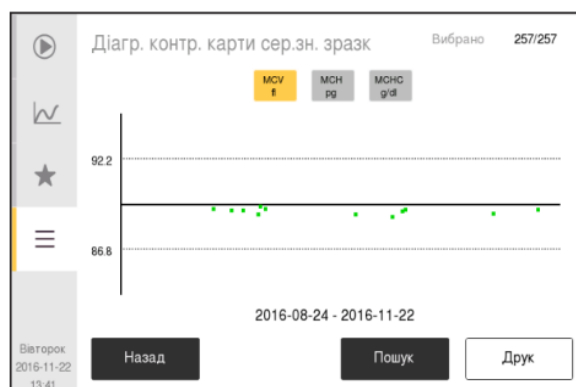 Діагр. контр. карти сер.зн. зразк
Вибрано 257/257
MCV fl
MCH pg
MCHC g/dl
92.2
86.8
2016-08-24 - 2016-11-22
Вівторок
2016-11-22
13:41
Назад
Пошук
Друк